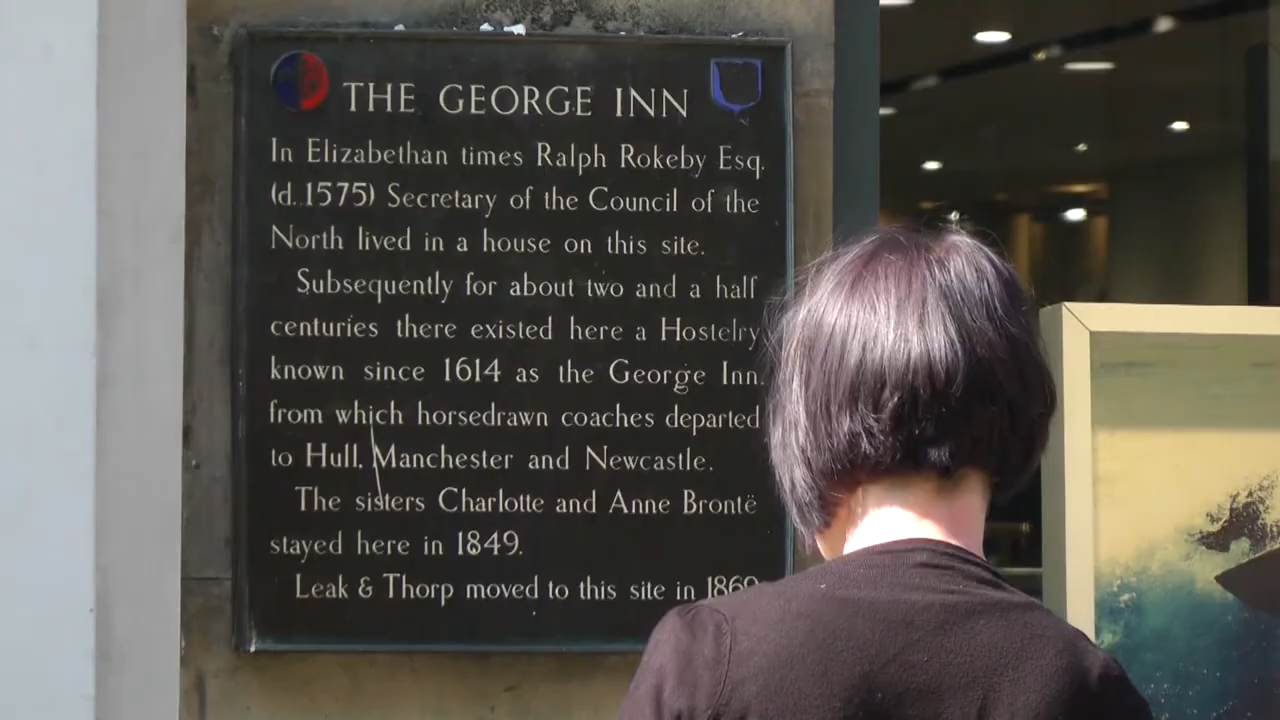 THE GEORGE INN
In Elizabethan times Ralph Rokeby Esq.
(d. 1575) Secretary of the Council of the
North lived in a house on this site.
Subsequently for about two and a half
centuries there existed here a Hostelry
known since 1614 as the George Inn.
from which horsedrawn coaches departed
to Hull, Manchester and Newcastle.
The sisters Charlotte and Anne Brontë
stayed here in 1849.
Leak & Thorp moved to this site in 1869